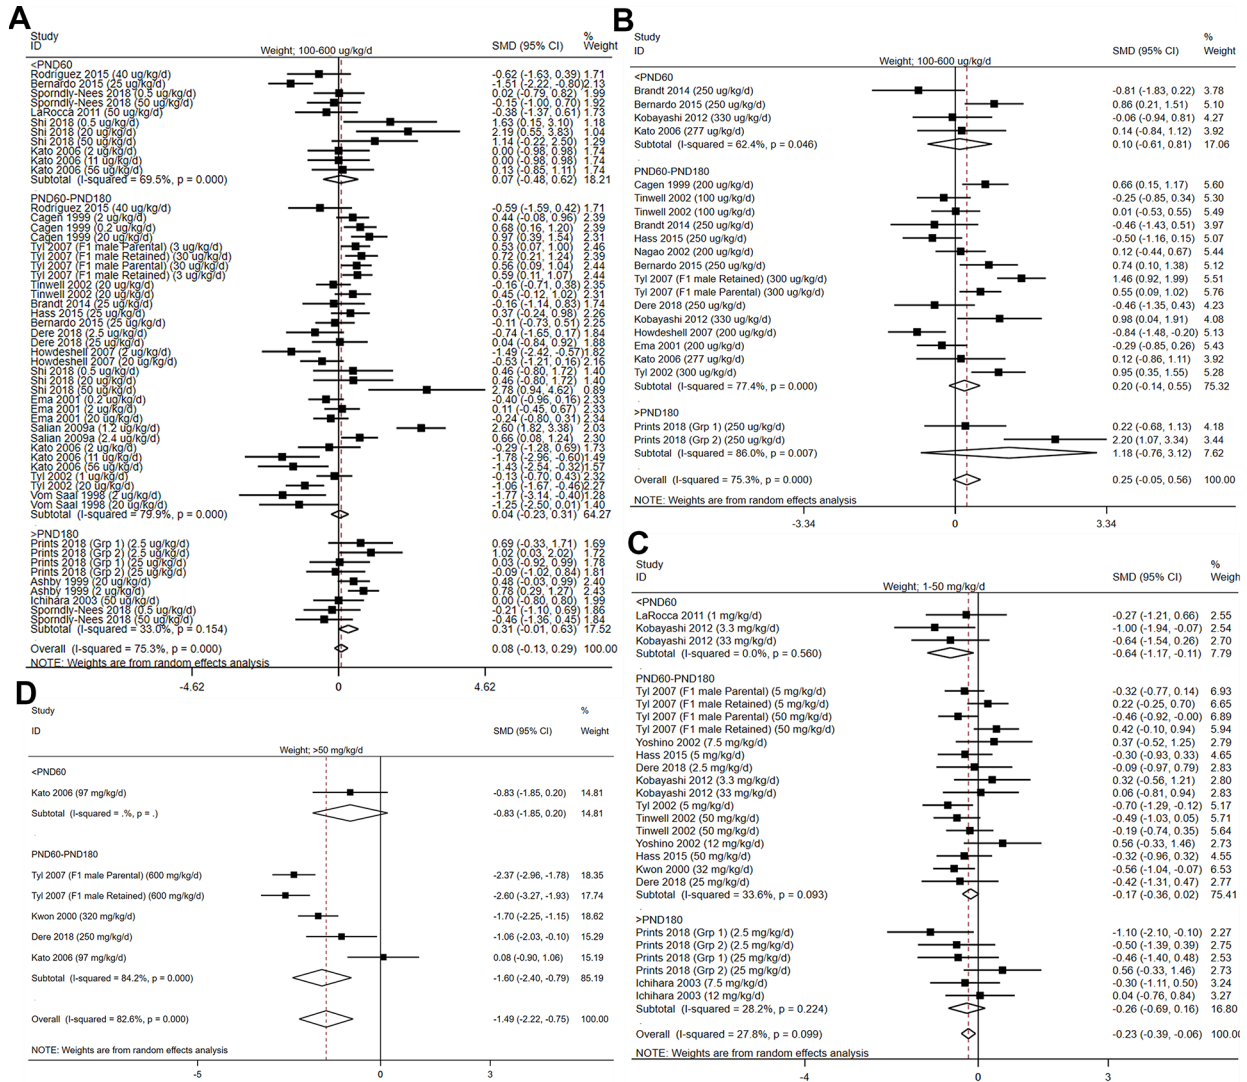 A
Study
ID
SMD (95% CI)
%
Weight
Weight; 100-600 ug/kg/d
<PND60
Rodriguez 2015 (40 ug/kg/d) -0.62 (-1.63, 0.39) 1.71
Bernardo 2015 (25 ug/kg/d) -1.51 (-2.22, -0.80) 2.13
Sporndly-Nees 2018 (0.5 ug/kg/d) 0.02 (-0.79, 0.82) 1.99
Sporndly-Nees 2018 (50 ug/kg/d) -0.15 (-1.00, 0.70) 1.92
LaRocca 2011 (50 ug/kg/d) -0.38 (-1.37, 0.61) 1.73
Shi 2018 (0.5 ug/kg/d) 1.63 (0.15, 3.10) 1.18
Shi 2018 (20 ug/kg/d) 2.19 (0.55, 3.83) 1.04
Shi 2018 (50 ug/kg/d) 1.14 (-0.22, 2.50) 1.29
Kato 2006 (2 ug/kg/d) 0.00 (-0.98, 0.98) 1.74
Kato 2006 (11 ug/kg/d) 0.00 (-0.98, 0.98) 1.74
Kato 2006 (56 ug/kg/d) 0.13 (-0.85, 1.11) 1.74
Subtotal (I-squared = 69.5%, p = 0.000) 0.07 (-0.48, 0.62) 18.21
PND60-PND180
Rodriguez 2015 (40 ug/kg/d) -0.59 (-1.59, 0.42) 1.71
Cagen 1999 (2 ug/kg/d) 0.44 (-0.08, 0.96) 2.39
Cagen 1999 (0.2 ug/kg/d) 0.68 (0.16, 1.20) 2.39
Cagen 1999 (20 ug/kg/d) 0.97 (0.39, 1.54) 2.31
Tyl 2007 (F1 male Parental) (3 ug/kg/d) 0.53 (0.07, 1.00) 2.46
Tyl 2007 (F1 male Retained) (30 ug/kg/d) 0.72 (0.21, 1.24) 2.39
Tyl 2007 (F1 male Parental) (30 ug/kg/d) 0.56 (0.09, 1.04) 2.44
Tyl 2007 (F1 male Retained) (3 ug/kg/d) 0.59 (0.11, 1.07) 2.44
Tinwell 2002 (20 ug/kg/d) -0.16 (-0.71, 0.38) 2.35
Tinwell 2002 (20 ug/kg/d) 0.45 (-0.12, 1.02) 2.31
Brandt 2014 (25 ug/kg/d) -0.16 (-1.14, 0.83) 1.74
Hass 2015 (25 ug/kg/d) 0.37 (-0.24, 0.98) 2.26
Bernardo 2015 (25 ug/kg/d) -0.11 (-0.73, 0.51) 2.25
Dere 2018 (2.5 ug/kg/d) -0.74 (-1.65, 0.17) 1.84
Dere 2018 (25 ug/kg/d) 0.04 (-0.84, 0.92) 1.88
Howdeshell 2007 (2 ug/kg/d) -1.49 (-2.42, -0.57) 1.82
Howdeshell 2007 (20 ug/kg/d) -0.53 (-1.21, 0.16) 2.16
Shi 2018 (0.5 ug/kg/d) 0.46 (-0.80, 1.72) 1.40
Shi 2018 (20 ug/kg/d) 0.46 (-0.80, 1.72) 1.40
Shi 2018 (50 ug/kg/d) 2.78 (0.94, 4.62) 0.89
Ema 2001 (0.2 ug/kg/d) -0.40 (-0.96, 0.16) 2.33
Ema 2001 (2 ug/kg/d) 0.11 (-0.45, 0.67) 2.33
Ema 2001 (20 ug/kg/d) -0.24 (-0.80, 0.31) 2.34
Salian 2009a (1.2 ug/kg/d) 2.60 (1.82, 3.38) 2.03
Salian 2009a (2.4 ug/kg/d) 0.66 (0.08, 1.24) 2.30
Kato 2006 (2 ug/kg/d) -0.29 (-1.28, 0.69) 1.73
Kato 2006 (11 ug/kg/d) -1.78 (-2.96, -0.60) 1.49
Kato 2006 (56 ug/kg/d) -1.43 (-2.54, -0.32) 1.57
Tyl 2002 (1 ug/kg/d) -0.13 (-0.70, 0.43) 2.32
Tyl 2002 (20 ug/kg/d) -1.06 (-1.67, -0.46) 2.27
Vom Saal 1998 (2 ug/kg/d) -1.77 (-3.14, -0.40) 1.28
Vom Saal 1998 (20 ug/kg/d) -1.25 (-2.50, 0.01) 1.40
Subtotal (I-squared = 79.9%, p = 0.000) 0.04 (-0.23, 0.31) 64.27
>PND180
Prints 2018 (Grp 1) (2.5 ug/kg/d) 0.69 (-0.33, 1.71) 1.69
Prints 2018 (Grp 2) (2.5 ug/kg/d) 1.02 (0.03, 2.02) 1.72
Prints 2018 (Grp 1) (25 ug/kg/d) 0.03 (-0.92, 0.99) 1.78
Prints 2018 (Grp 2) (25 ug/kg/d) -0.09 (-1.02, 0.84) 1.81
Ashby 1999 (20 ug/kg/d) 0.48 (-0.03, 0.99) 2.40
Ashby 1999 (2 ug/kg/d) 0.78 (0.29, 1.27) 2.43
Ichihara 2003 (50 ug/kg/d) 0.00 (-0.80, 0.80) 1.99
Sporndly-Nees 2018 (0.5 ug/kg/d) -0.21 (-1.10, 0.69) 1.86
Sporndly-Nees 2018 (50 ug/kg/d) -0.46 (-1.36, 0.45) 1.84
Subtotal (I-squared = 33.0%, p = 0.154) 0.31 (-0.01, 0.63) 17.52
Overall (I-squared = 75.3%, p = 0.000) 0.08 (-0.13, 0.29) 100.00
NOTE: Weights are from random effects analysis
-4.62 0 4.62
B
Study
ID
SMD (95% CI)
%
Weight
Weight; 100-600 ug/kg/d
<PND60
Brandt 2014 (250 ug/kg/d) -0.81 (-1.83, 0.22) 3.78
Bernardo 2015 (250 ug/kg/d) 0.86 (0.21, 1.51) 5.10
Kobayashi 2012 (330 ug/kg/d) -0.06 (-0.94, 0.81) 4.27
Kato 2006 (277 ug/kg/d) 0.14 (-0.84, 1.12) 3.92
Subtotal (I-squared = 62.4%, p = 0.046) 0.10 (-0.61, 0.81) 17.06
PND60-PND180
Cagen 1999 (200 ug/kg/d) 0.66 (0.15, 1.17) 5.60
Tinwell 2002 (100 ug/kg/d) -0.25 (-0.85, 0.34) 5.30
Tinwell 2002 (100 ug/kg/d) 0.01 (-0.53, 0.55) 5.49
Brandt 2014 (250 ug/kg/d) -0.46 (-1.43, 0.51) 3.97
Hass 2015 (250 ug/kg/d) -0.50 (-1.16, 0.15) 5.07
Nagao 2002 (200 ug/kg/d) 0.12 (-0.44, 0.67) 5.44
Bernardo 2015 (250 ug/kg/d) 0.74 (0.10, 1.38) 5.12
Tyl 2007 (F1 male Retained) (300 ug/kg/d) 1.46 (0.92, 1.99) 5.51
Tyl 2007 (F1 male Parental) (300 ug/kg/d) 0.55 (0.09, 1.02) 5.76
Dere 2018 (250 ug/kg/d) -0.46 (-1.35, 0.43) 4.23
Kobayashi 2012 (330 ug/kg/d) 0.98 (0.04, 1.91) 4.08
Howdeshell 2007 (200 ug/kg/d) -0.84 (-1.48, -0.20) 5.13
Ema 2001 (200 ug/kg/d) -0.29 (-0.85, 0.26) 5.43
Kato 2006 (277 ug/kg/d) 0.12 (-0.86, 1.11) 3.92
Tyl 2002 (300 ug/kg/d) 0.95 (0.35, 1.55) 5.28
Subtotal (I-squared = 77.4%, p = 0.000) 0.20 (-0.14, 0.55) 75.32
>PND180
Prints 2018 (Grp 1) (250 ug/kg/d) 0.22 (-0.68, 1.13) 4.18
Prints 2018 (Grp 2) (250 ug/kg/d) 2.20 (1.07, 3.34) 3.44
Subtotal (I-squared = 86.0%, p = 0.007) 1.18 (-0.76, 3.12) 7.62
Overall (I-squared = 75.3%, p = 0.000) 0.25 (-0.05, 0.56) 100.00
NOTE: Weights are from random effects analysis
-3.34 0 3.34
C
Study
ID
SMD (95% CI)
%
Weight
Weight; 1-50 mg/kg/d
<PND60
LaRocca 2011 (1 mg/kg/d) -0.27 (-1.21, 0.66) 2.55
Kobayashi 2012 (3.3 mg/kg/d) -1.00 (-1.94, -0.07) 2.54
Kobayashi 2012 (33 mg/kg/d) -0.64 (-1.54, 0.26) 2.70
Subtotal (I-squared = 0.0%, p = 0.560) -0.64 (-1.17, -0.11) 7.79
PND60-PND180
Tyl 2007 (F1 male Parental) (5 mg/kg/d) -0.32 (-0.77, 0.14) 6.93
Tyl 2007 (F1 male Retained) (5 mg/kg/d) 0.22 (-0.25, 0.70) 6.65
Tyl 2007 (F1 male Parental) (50 mg/kg/d) -0.46 (-0.92, -0.00) 6.89
Tyl 2007 (F1 male Retained) (50 mg/kg/d) 0.42 (-0.10, 0.94) 5.94
Yoshino 2002 (7.5 mg/kg/d) 0.37 (-0.52, 1.25) 2.79
Hass 2015 (5 mg/kg/d) -0.30 (-0.93, 0.33) 4.65
Dere 2018 (2.5 mg/kg/d) -0.09 (-0.97, 0.79) 2.83
Kobayashi 2012 (3.3 mg/kg/d) 0.32 (-0.56, 1.21) 2.80
Kobayashi 2012 (33 mg/kg/d) 0.06 (-0.81, 0.94) 2.83
Tyl 2002 (5 mg/kg/d) -0.70 (-1.29, -0.12) 5.17
Tinwell 2002 (50 mg/kg/d) -0.49 (-1.03, 0.05) 5.71
Tinwell 2002 (50 mg/kg/d) -0.19 (-0.74, 0.35) 5.64
Yoshino 2002 (12 mg/kg/d) 0.56 (-0.33, 1.46) 2.73
Hass 2015 (50 mg/kg/d) -0.32 (-0.96, 0.32) 4.55
Kwon 2000 (32 mg/kg/d) -0.56 (-1.04, -0.07) 6.53
Dere 2018 (25 mg/kg/d) -0.42 (-1.31, 0.47) 2.77
Subtotal (I-squared = 33.6%, p = 0.093) -0.17 (-0.36, 0.02) 75.41
>PND180
Prints 2018 (Grp 1) (2.5 mg/kg/d) -1.10 (-2.10, -0.10) 2.27
Prints 2018 (Grp 2) (2.5 mg/kg/d) -0.50 (-1.39, 0.39) 2.75
Prints 2018 (Grp 1) (25 mg/kg/d) -0.46 (-1.40, 0.48) 2.53
Prints 2018 (Grp 2) (25 mg/kg/d) 0.56 (-0.33, 1.46) 2.73
Ichihara 2003 (7.5 mg/kg/d) -0.30 (-1.11, 0.50) 3.24
Ichihara 2003 (12 mg/kg/d) 0.04 (-0.76, 0.84) 3.27
Subtotal (I-squared = 28.2%, p = 0.224) -0.26 (-0.69, 0.16) 16.80
Overall (I-squared = 27.8%, p = 0.099) -0.23 (-0.39, -0.06) 100.00
NOTE: Weights are from random effects analysis
-4 0 3
D
Study
ID
SMD (95% CI)
%
Weight
Weight; >50 mg/kg/d
<PND60
Kato 2006 (97 mg/kg/d) -0.83 (-1.85, 0.20) 14.81
Subtotal (I-squared = .%, p = .) -0.83 (-1.85, 0.20) 14.81
PND60-PND180
Tyl 2007 (F1 male Parental) (600 mg/kg/d) -2.37 (-2.96, -1.78) 18.35
Tyl 2007 (F1 male Retained) (600 mg/kg/d) -2.60 (-3.27, -1.93) 17.74
Kwon 2000 (320 mg/kg/d) -1.70 (-2.25, -1.15) 18.62
Dere 2018 (250 mg/kg/d) -1.06 (-2.03, -0.10) 15.29
Kato 2006 (97 mg/kg/d) 0.08 (-0.90, 1.06) 15.19
Subtotal (I-squared = 84.2%, p = 0.000) -1.60 (-2.40, -0.79) 85.19
Overall (I-squared = 82.6%, p = 0.000) -1.49 (-2.22, -0.75) 100.00
NOTE: Weights are from random effects analysis
-5 0 3